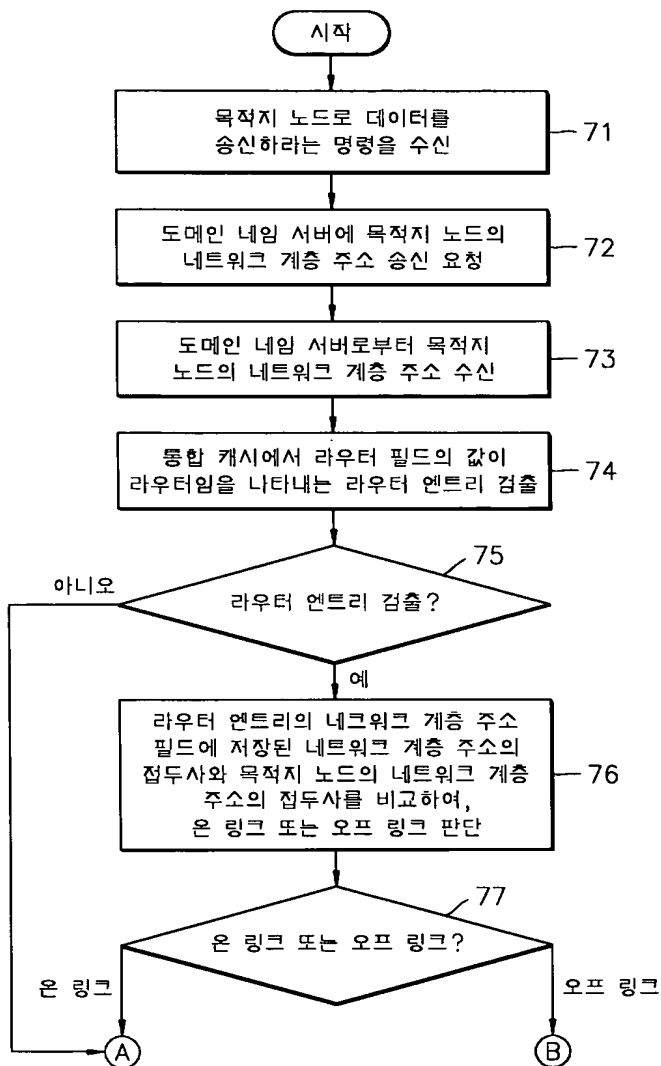 시작
목적지 노드로 데이터를
송신하라는 명령을 수신
71
도메인 네임 서버에 목적지 노드의
네트워크 계층 주소 송신 요청
72
도메인 네임 서버로부터 목적지
노드의 네트워크 계층 주소 수신
73
통합 캐시에서 라우터 필드의 값이
라우터임을 나타내는 라우터 엔트리 검출
74
75
아니오
라우터 엔트리 검출?
예
라우터 엔트리의 네크워크 계층 주소
필드에 저장된 네트워크 계층 주소의
접두사와 목적지 노드의 네트워크 계층
주소의 접두사를 비교하여,
온 링크 또는 오프 링크 판단
76
77
온 링크 또는 오프 링크?
온 링크
오프 링크
A
B